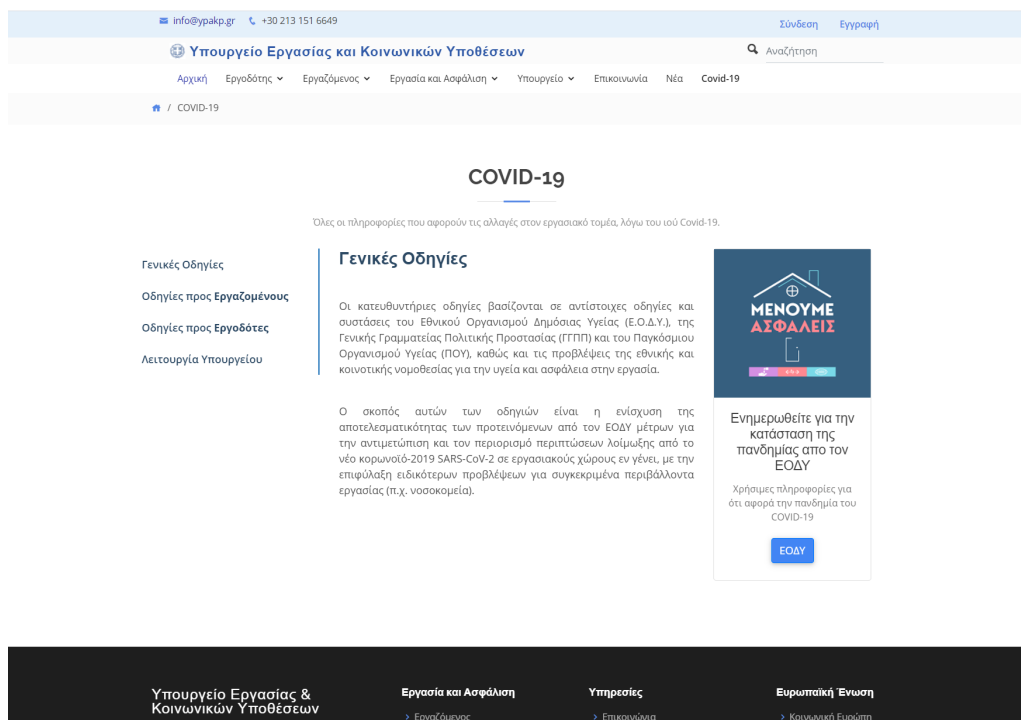 info@ypakp.gr +30 213 151 6649 Σύνδεση Εγγραφή
Υπουργείο Εργασίας και Κοινωνικών Υποθέσεων Αναζήτηση
Αρχική Εργοδότης Εργαζόμενος Εργασία και Ασφάλιση Υπουργείο Επικοινωνία Νέα Covid-19
/ COVID-19
COVID-19
Όλες οι πληροφορίες που αφορούν τις αλλαγές στον εργασιακό τομέα, λόγω του ιού Covid-19.
Γενικές Οδηγίες
Οδηγίες προς Εργαζομένους
Οδηγίες προς Εργοδότες
Λειτουργία Υπουργείου
Γενικές Οδηγίες
Οι κατευθυντήριες οδηγίες βασίζονται σε αντίστοιχες οδηγίες και
συστάσεις του Εθνικού Οργανισμού Δημόσιας Υγείας (Ε.Ο.Δ.Υ.), της
Γενικής Γραμματείας Πολιτικής Προστασίας (ΓΓΠΠ) και του Παγκόσμιου
Οργανισμού Υγείας (ΠΟΥ), καθώς και τις προβλέψεις της εθνικής και
κοινοτικής νομοθεσίας για την υγεία και ασφάλεια στην εργασία.
Ο σκοπός αυτών των οδηγιών είναι η ενίσχυση της
αποτελεσματικότητας των προτεινόμενων από τον ΕΟΔΥ μέτρων για
την αντιμετώπιση και τον περιορισμό περιπτώσεων λοίμωξης από το
νέο κορωνοϊό-2019 SARS-CoV-2 σε εργασιακούς χώρους εν γένει, με την
επιφύλαξη ειδικότερων προβλέψεων για συγκεκριμένα περιβάλλοντα
εργασίας (π.χ. νοσοκομεία).
ΜΕΝΟΥΜΕ
ΑΣΦΑΛΕΙΣ
Ενημερωθείτε για την
κατάσταση της
πανδημίας απο τον
ΕΟΔΥ
Χρήσιμες πληροφορίες για
ότι αφορά την πανδημία του
COVID-19
ΕΟΔΥ
Υπουργείο Εργασίας &
Κοινωνικών Υποθέσεων
Εργασία και Ασφάλιση
Εργαζόμενος
Υπηρεσίες
Επικοινώνια
Ευρωπαϊκή Ένωση
Κοινωνική Ευρώπη